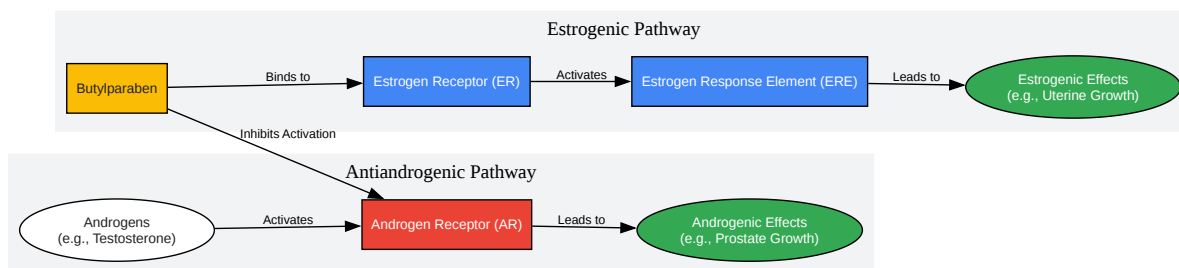 Estrogenic Pathway
Butylparaben
Binds to
Estrogen Receptor (ER)
Activates
Estrogen Response Element (ERE)
Leads to
Estrogenic Effects
(e.g., Uterine Growth)
Inhibits Activation
Antiandrogenic Pathway
Androgens
(e.g., Testosterone)
Activates
Androgen Receptor (AR)
Leads to
Androgenic Effects
(e.g., Prostate Growth)